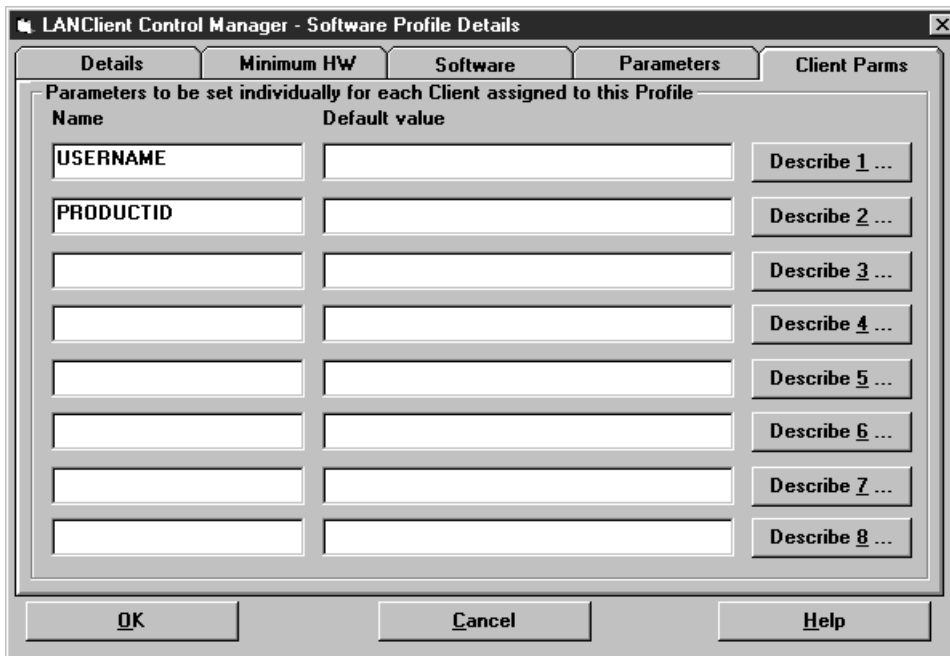 LANClient Control Manager - Software Profile Details
Details Minimum HW Software Parameters Client Parms
Parameters to be set individually for each Client assigned to this Profile
Name Default value
USERNAME Describe 1 ...
PRODUCTID Describe 2 ...
Describe 3 ...
Describe 4 ...
Describe 5 ...
Describe 6 ...
Describe 7 ...
Describe 8 ...
OK Cancel Help